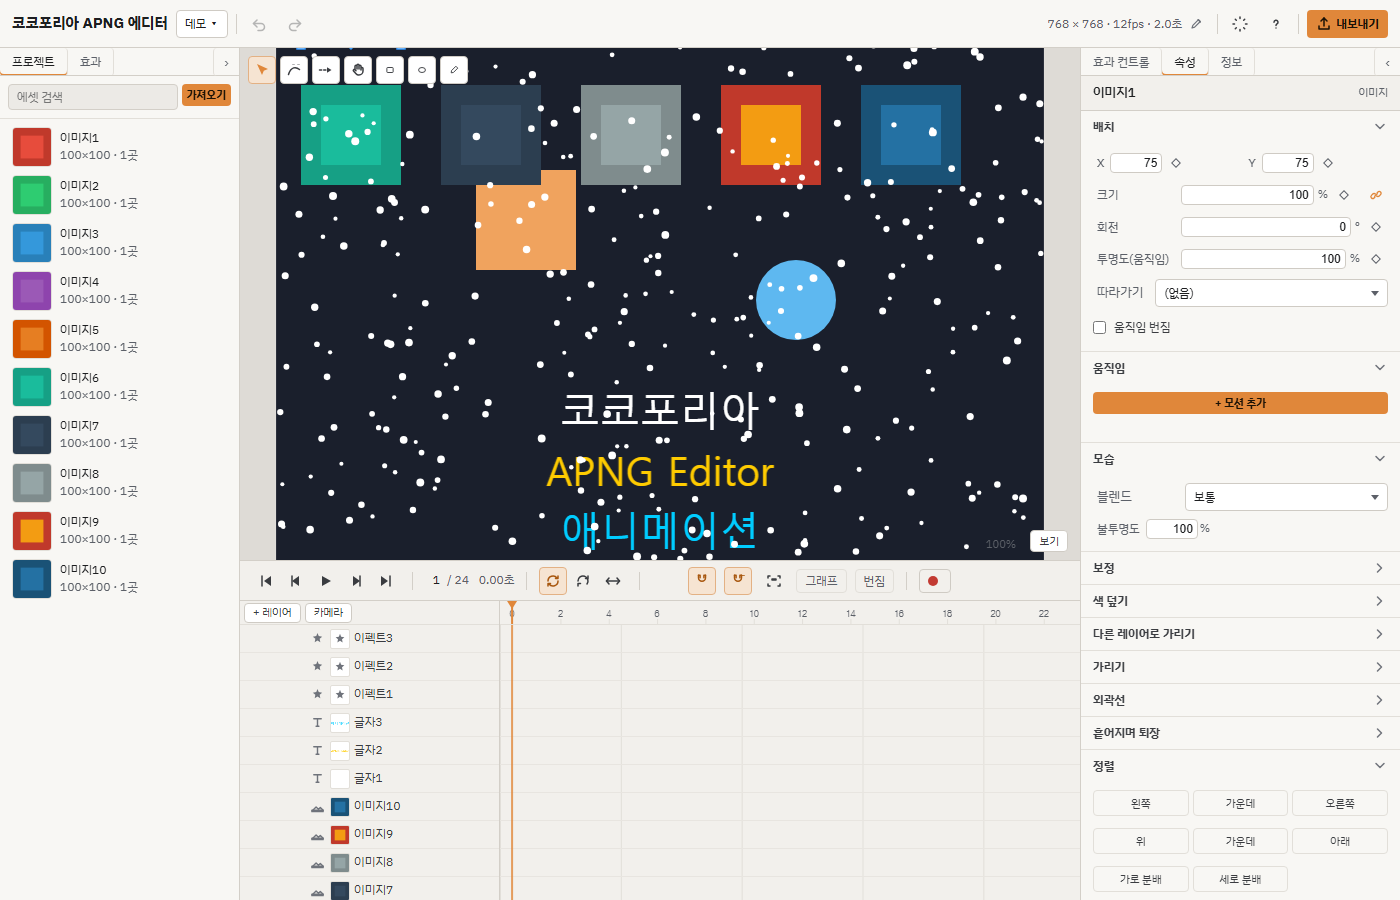 코코포리아 APNG 에디터
데모
768 × 768 · 12fps · 2.0초
?
내보내기
프로젝트
효과
에셋 검색
가져오기
이미지1
100×100 · 1곳
이미지2
100×100 · 1곳
이미지3
100×100 · 1곳
이미지4
100×100 · 1곳
이미지5
100×100 · 1곳
이미지6
100×100 · 1곳
이미지7
100×100 · 1곳
이미지8
100×100 · 1곳
이미지9
100×100 · 1곳
이미지10
100×100 · 1곳
코코포리아
APNG Editor
애니메이션
100%
보기
1 / 24 0.00초
그래프
번짐
+ 레이어
카메라
0 2 4 6 8 10 12 14 16 18 20 22
이펙트3
이펙트2
이펙트1
글자3
글자2
글자1
이미지10
이미지9
이미지8
이미지7
효과 컨트롤
속성
정보
이미지1
이미지
배치
X 75 Y 75
크기 100 %
회전 0 °
투명도(움직임) 100 %
따라가기 (없음)
움직임 번짐
움직임
+ 모션 추가
모습
블렌드 보통
불투명도 100 %
보정
색 덮기
다른 레이어로 가리기
가리기
외곽선
흩어지며 퇴장
정렬
왼쪽 가운데 오른쪽
위 가운데 아래
가로 분배 세로 분배